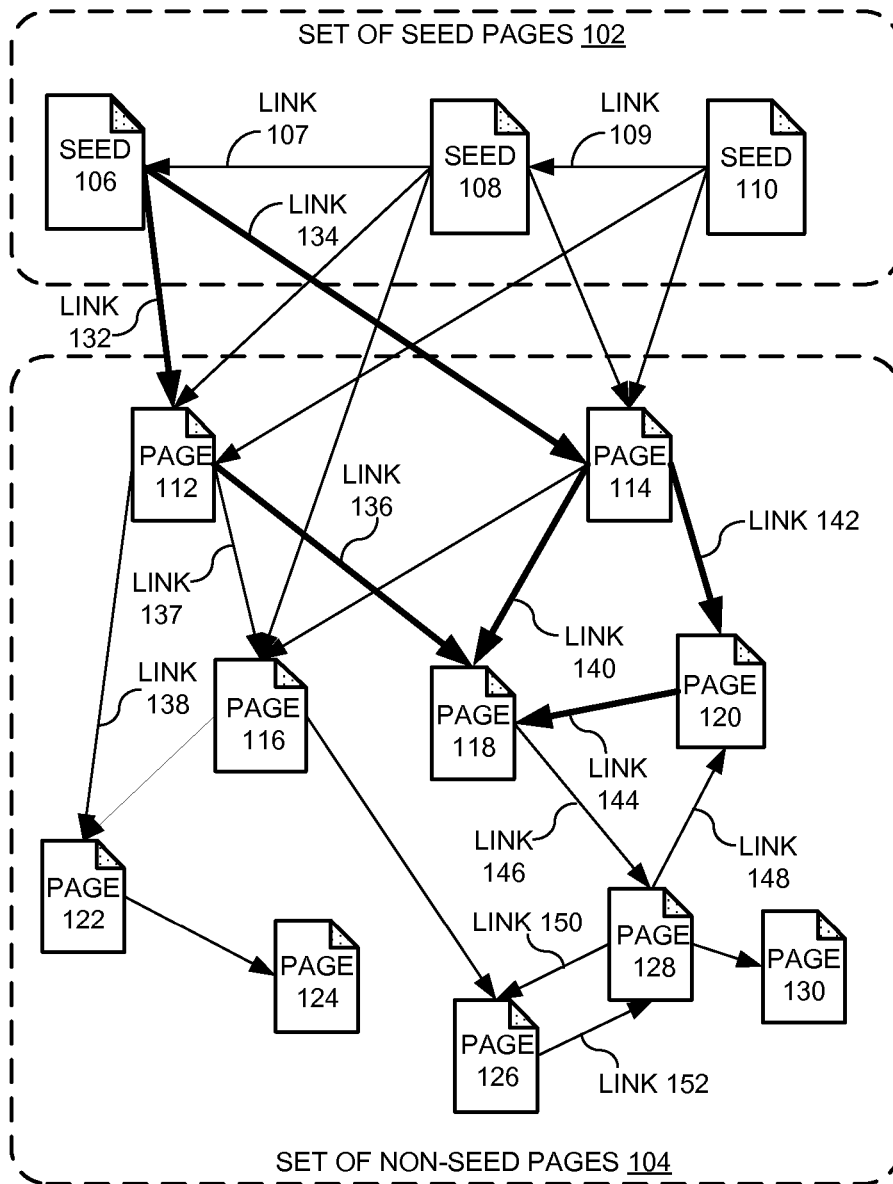 SET OF SEED PAGES 102
LINK
107
LINK
109
SEED
106
SEED
108
SEED
110
LINK
134
LINK
132
PAGE
112
PAGE
114
LINK
136
LINK 142
LINK
137
LINK
140
LINK
138
PAGE
116
PAGE
118
PAGE
120
LINK
144
LINK
146
LINK
148
PAGE
122
LINK 150
PAGE
124
PAGE
128
PAGE
130
PAGE
126
LINK 152
SET OF NON-SEED PAGES 104